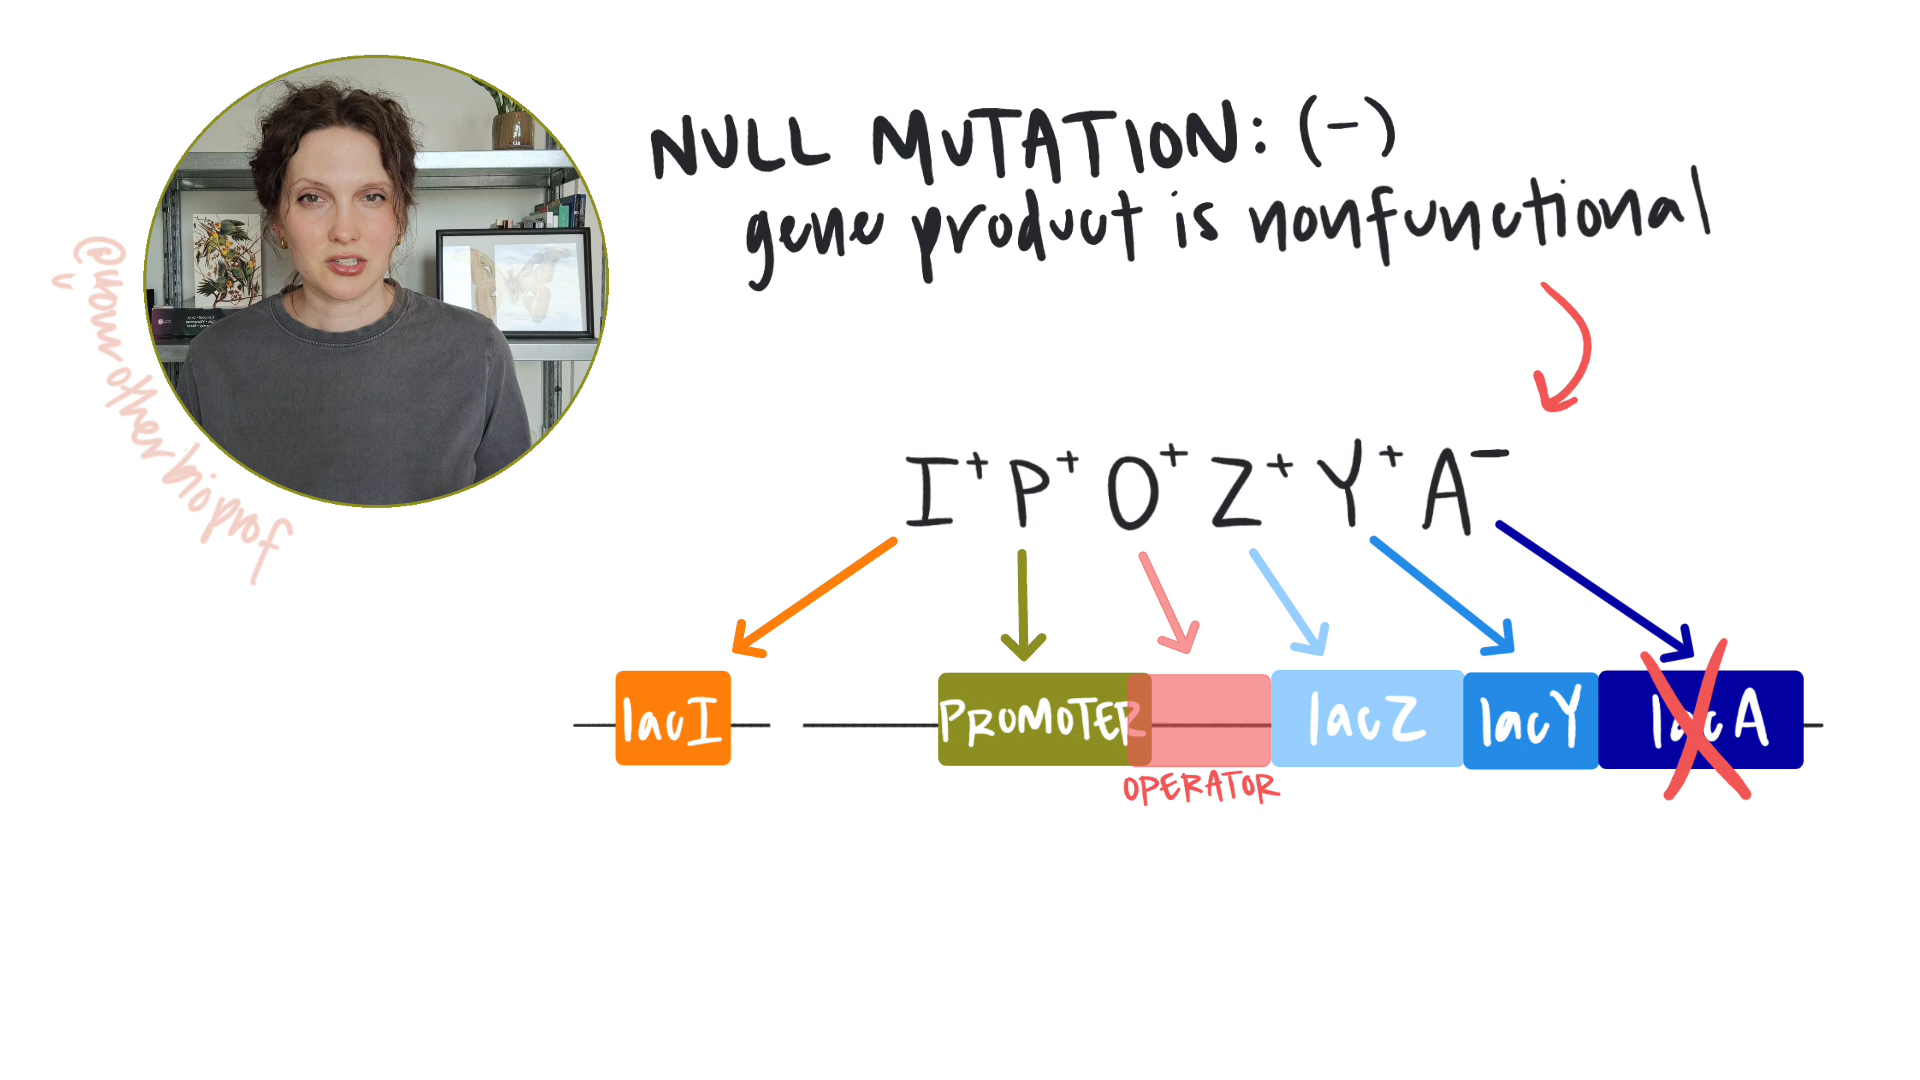 NULL MUTATION: (-)
gene product is nonfunctional
@yourotherbioprof
I+ P+ O+ Z+ Y+ A-
lacI
PROMOTER
lacZ
lacY
lacA
OPERATOR